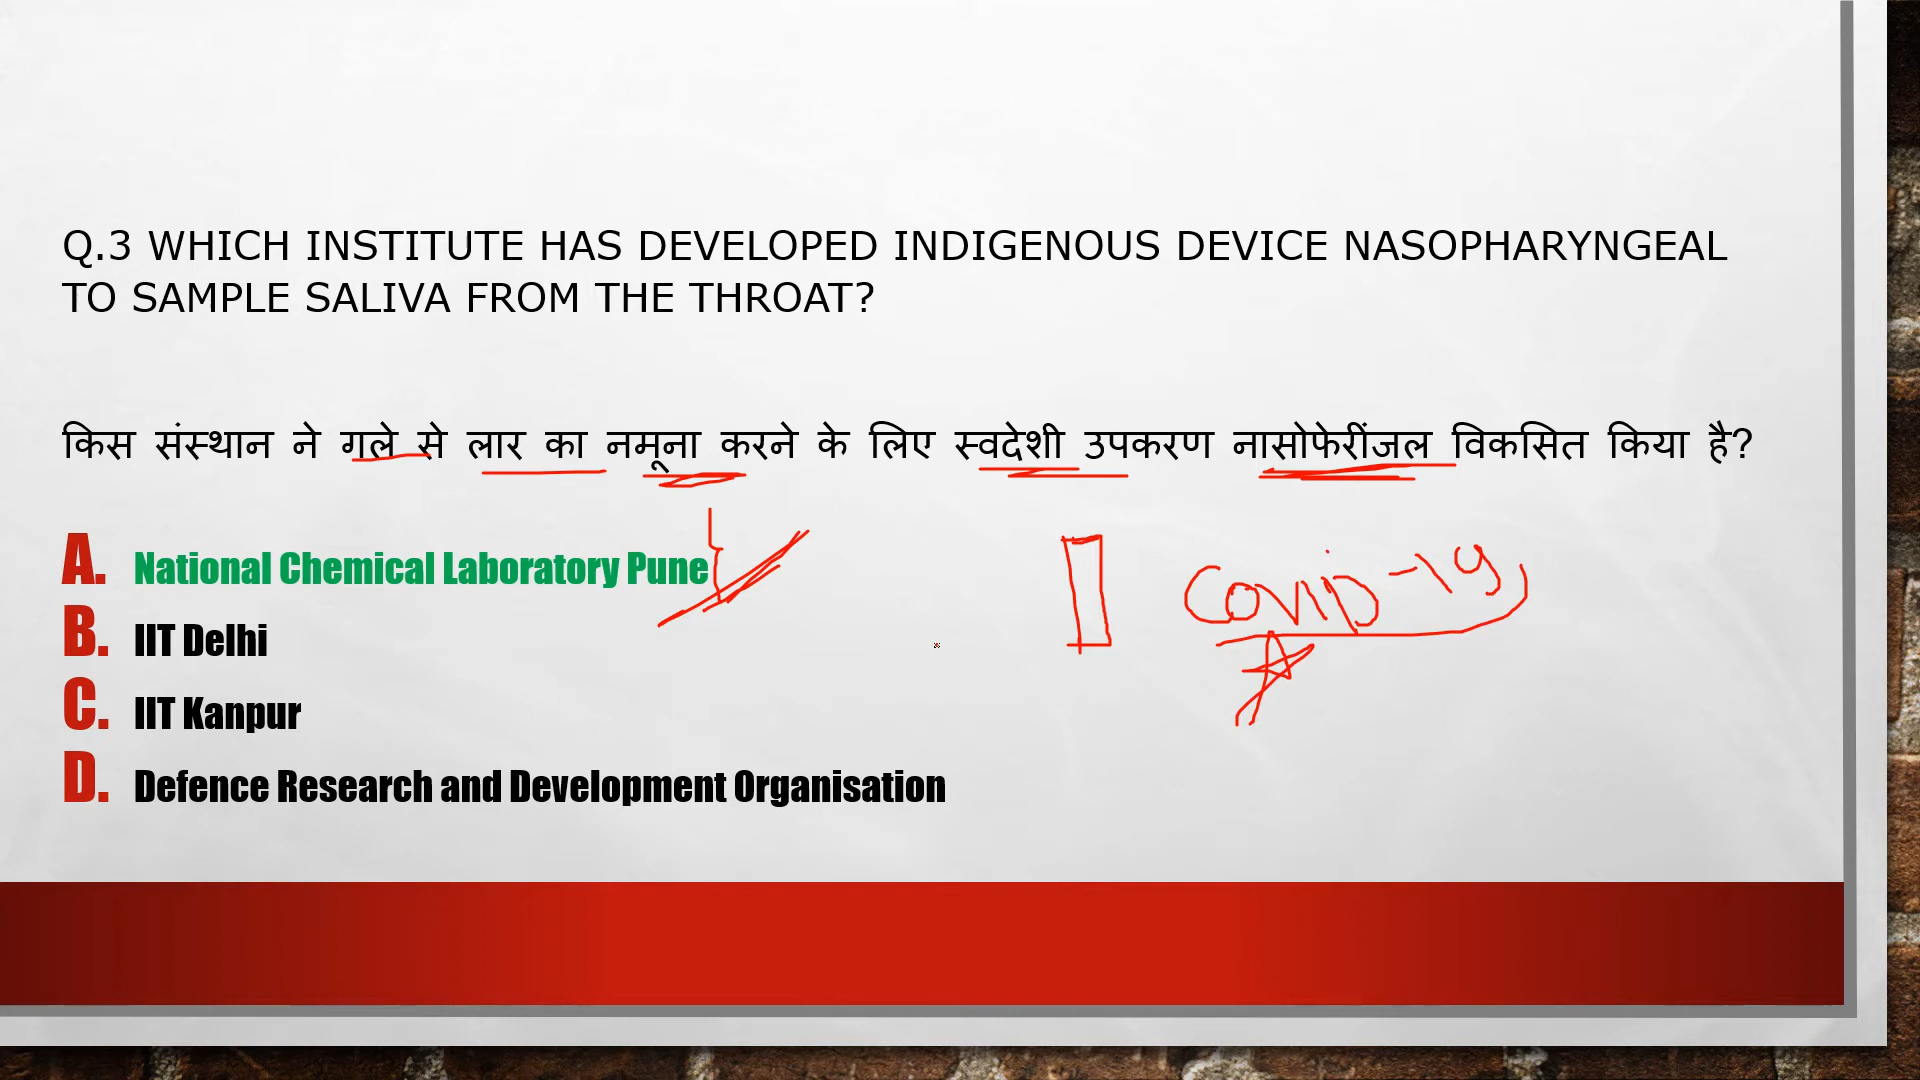 Q.3 WHICH INSTITUTE HAS DEVELOPED INDIGENOUS DEVICE NASOPHARYNGEAL
TO SAMPLE SALIVA FROM THE THROAT?
किस संस्थान ने गले से लार का नमूना करने के लिए स्वदेशी उपकरण नासोफेरींजल विकसित किया है?
A. National Chemical Laboratory Pune
B. IIT Delhi
C. IIT Kanpur
D. Defence Research and Development Organisation
COVID-19